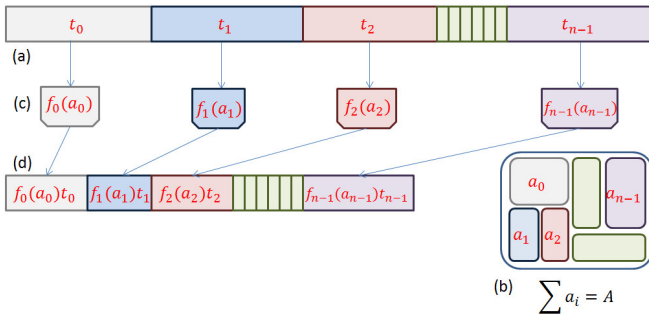 t₀ t₁ t₂ tₙ₋₁
(a)
(c) f₀(a₀) f₁(a₁) f₂(a₂) fₙ₋₁(aₙ₋₁)
(d)
f₀(a₀)t₀ f₁(a₁)t₁ f₂(a₂)t₂ fₙ₋₁(aₙ₋₁)tₙ₋₁
a₀ aₙ₋₁
a₁ a₂
(b) ∑ aᵢ = A